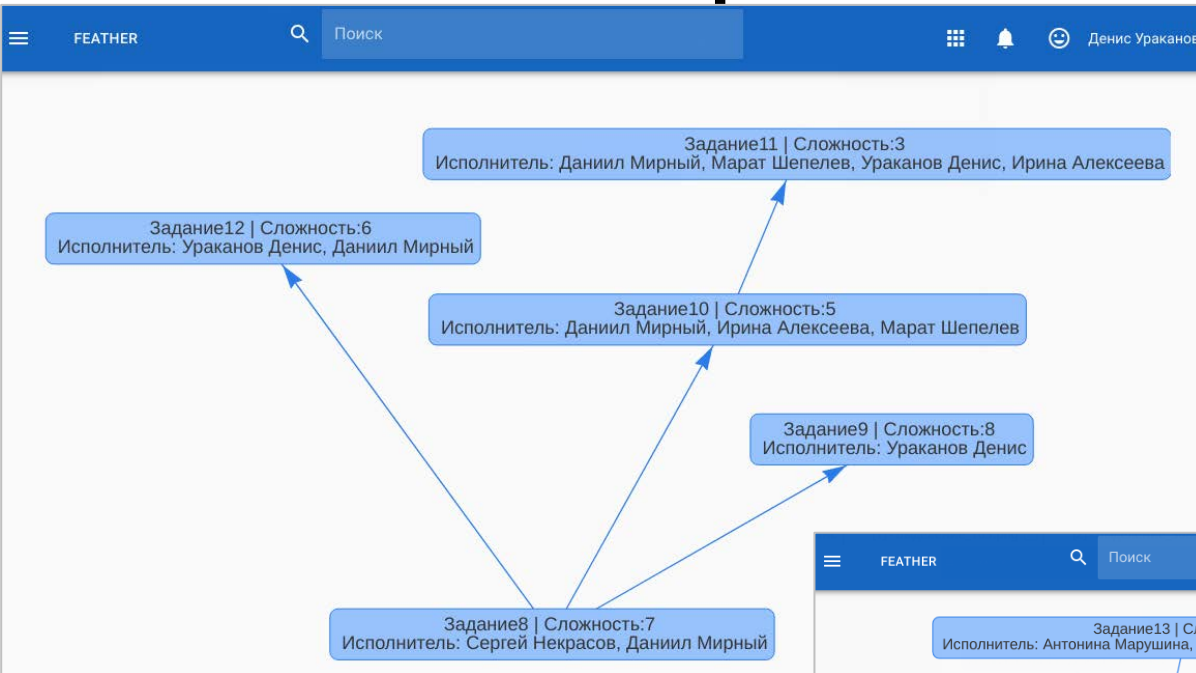 FEATHER
Поиск
Денис Ураканов
Задание11 | Сложность:3
Исполнитель: Даниил Мирный, Марат Шепелев, Ураканов Денис, Ирина Алексеева
Задание12 | Сложность:6
Исполнитель: Ураканов Денис, Даниил Мирный
Задание10 | Сложность:5
Исполнитель: Даниил Мирный, Ирина Алексеева, Марат Шепелев
Задание9 | Сложность:8
Исполнитель: Ураканов Денис
Задание8 | Сложность:7
Исполнитель: Сергей Некрасов, Даниил Мирный
FEATHER
Поиск
Задание13 |
Исполнитель: Антонина Марушина,